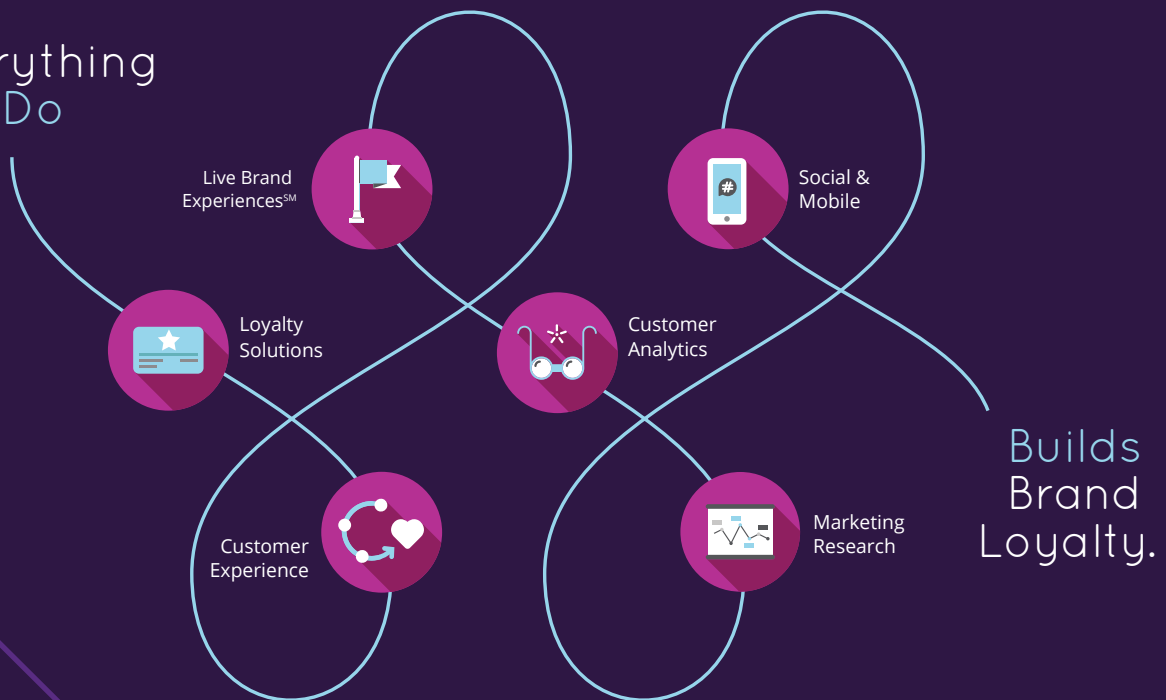 rything
Do
Live Brand
Experiences℠
Social &
Mobile
Loyalty
Solutions
Customer
Analytics
Customer
Experience
Marketing
Research
#
Builds
Brand
Loyalty.